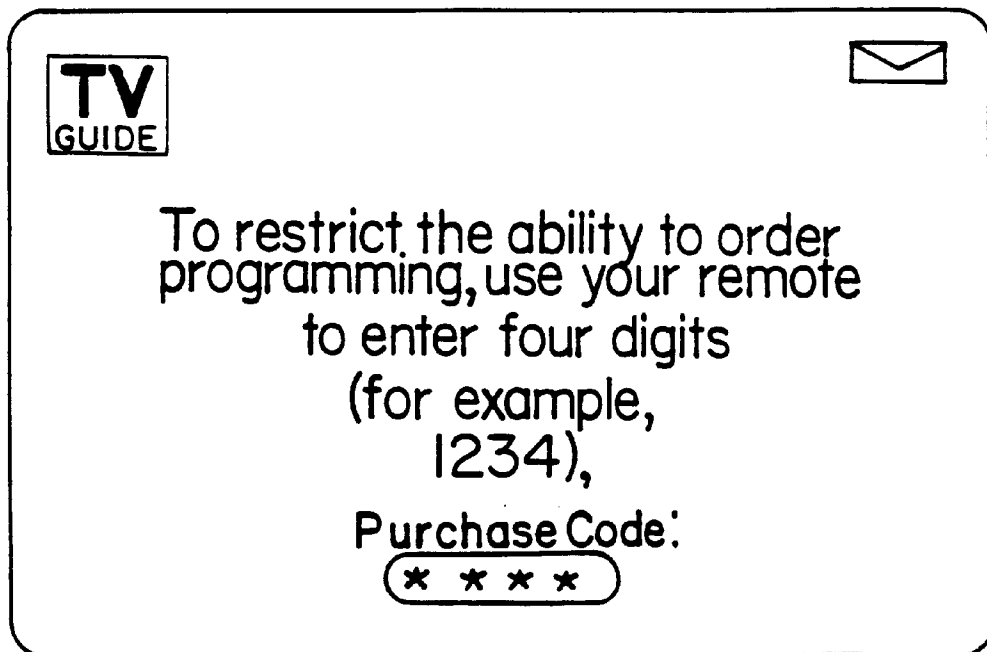 TV
GUIDE
To restrict the ability to order
programming, use your remote
to enter four digits
(for example,
1234),
Purchase Code:
* * * *